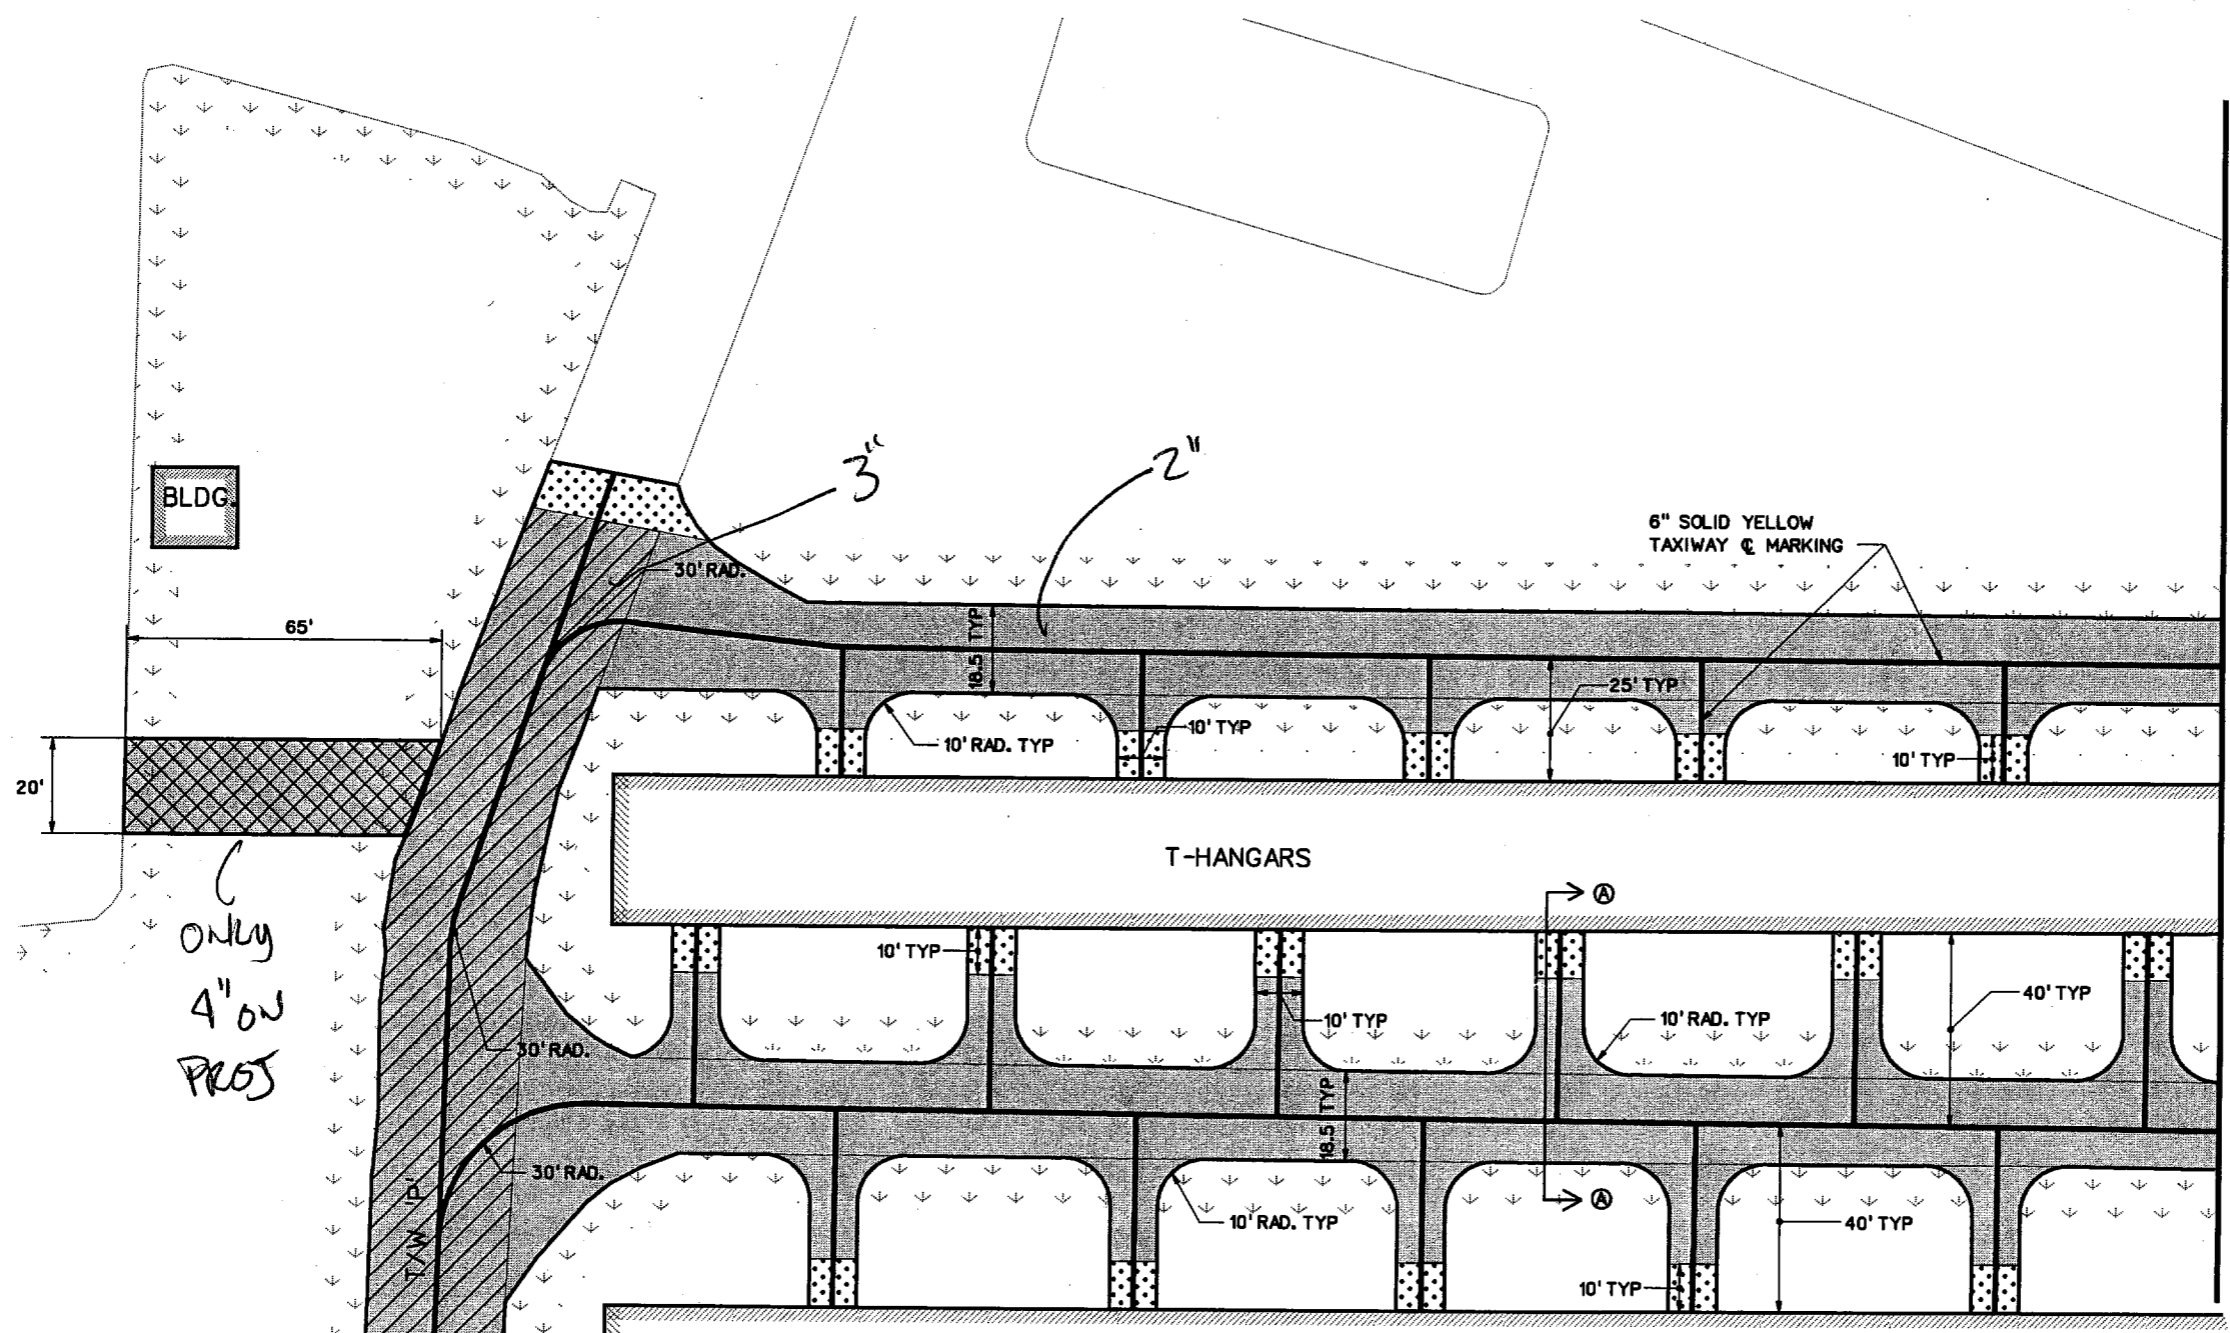 3"
2"
BLDG.
6" SOLID YELLOW
TAXIWAY ℄ MARKING
30' RAD.
65'
18.5 TYP
25' TYP
10' TYP
10' RAD. TYP
10' TYP
20'
T-HANGARS
A
ONLY
4" ON
PROJ
10' TYP
40' TYP
10' TYP
10' RAD. TYP
30' RAD.
18.5 TYP
30' RAD.
T/W 'P'
A
10' RAD. TYP
40' TYP
10' TYP